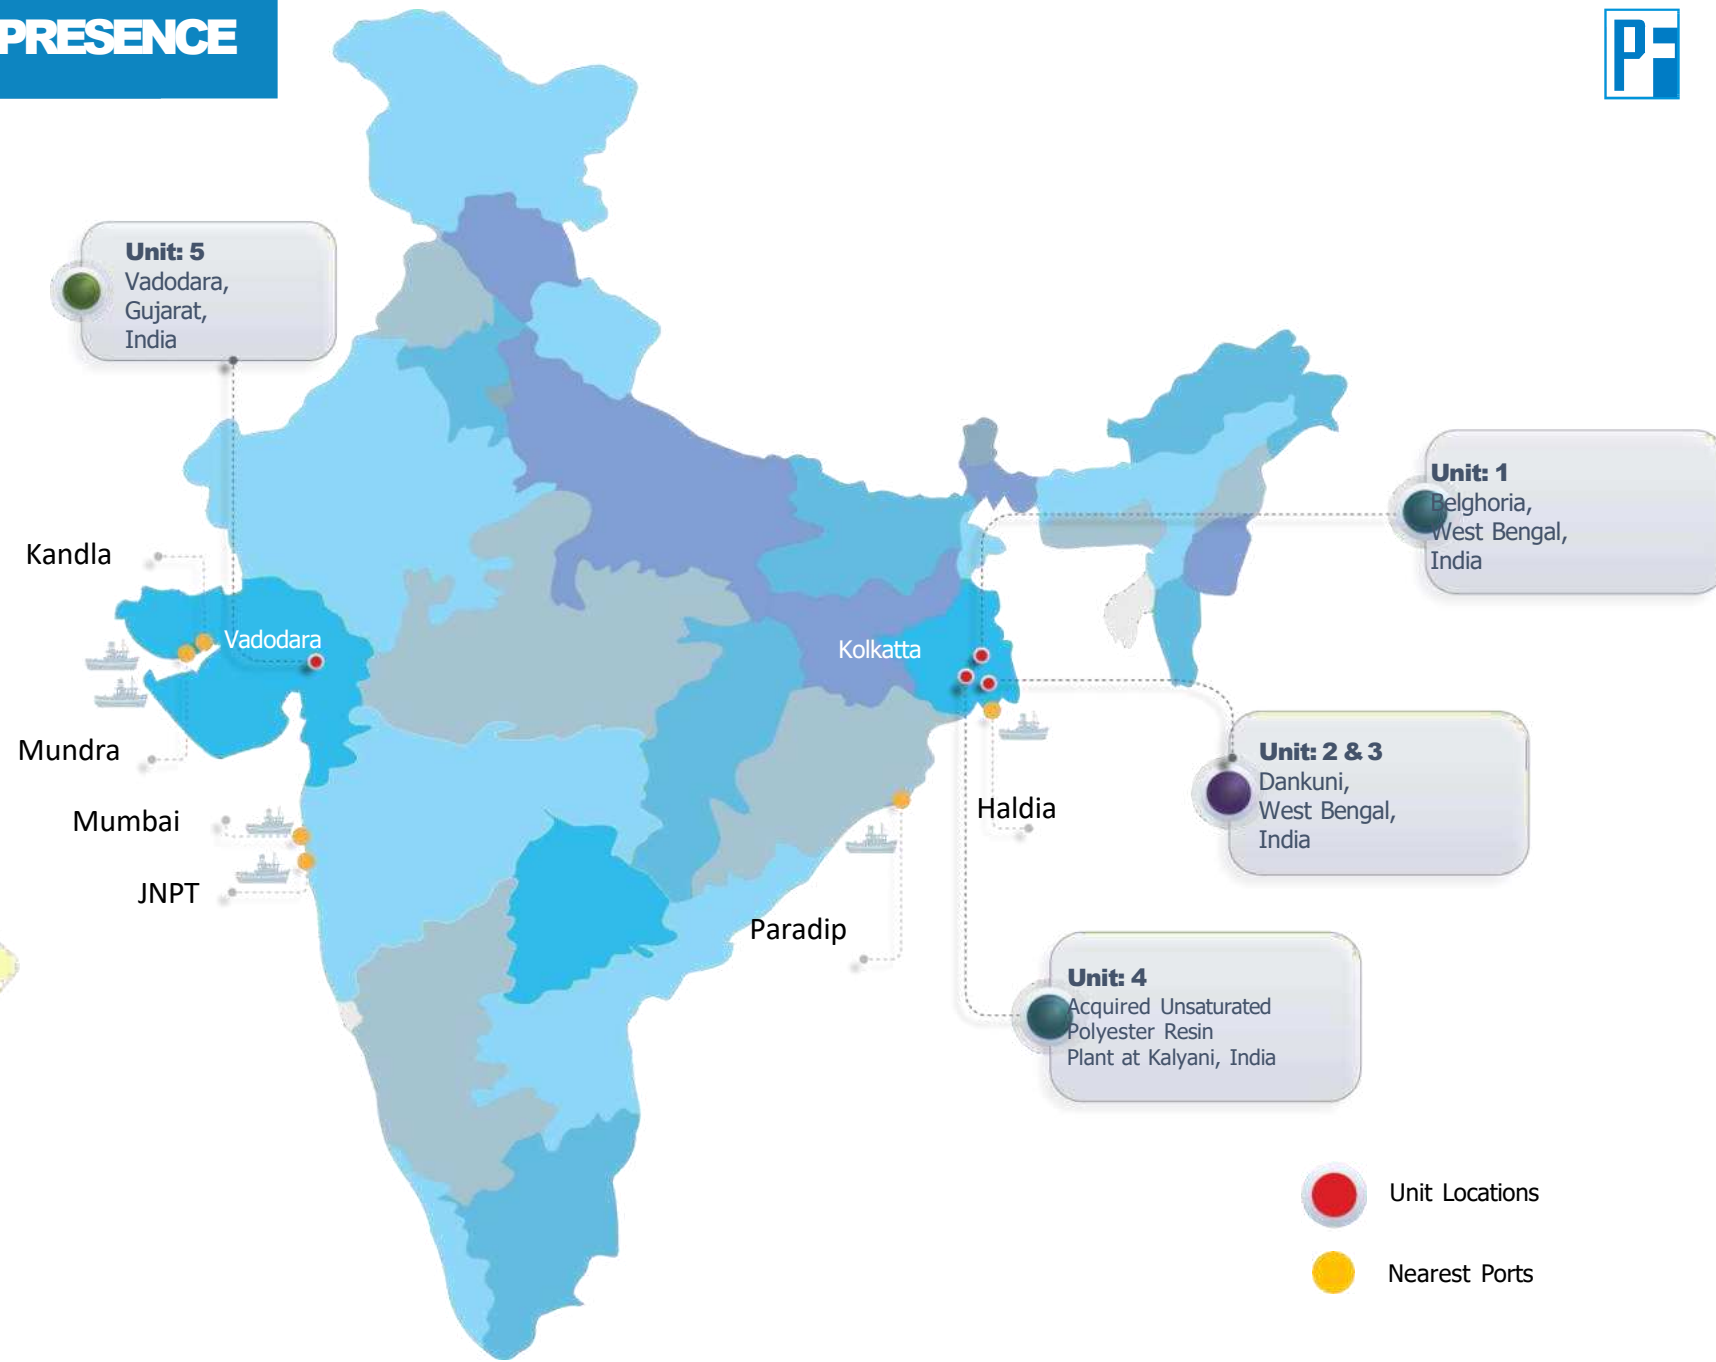 PRESENCE
PF
Unit: 5
Vadodara,
Gujarat,
India
Unit: 1
Belghoria,
West Bengal,
India
Kandla
Vadodara
Kolkatta
Mundra
Unit: 2 & 3
Dankuni,
West Bengal,
India
Mumbai
Haldia
JNPT
Paradip
Unit: 4
Acquired Unsaturated
Polyester Resin
Plant at Kalyani, India
Unit Locations
Nearest Ports